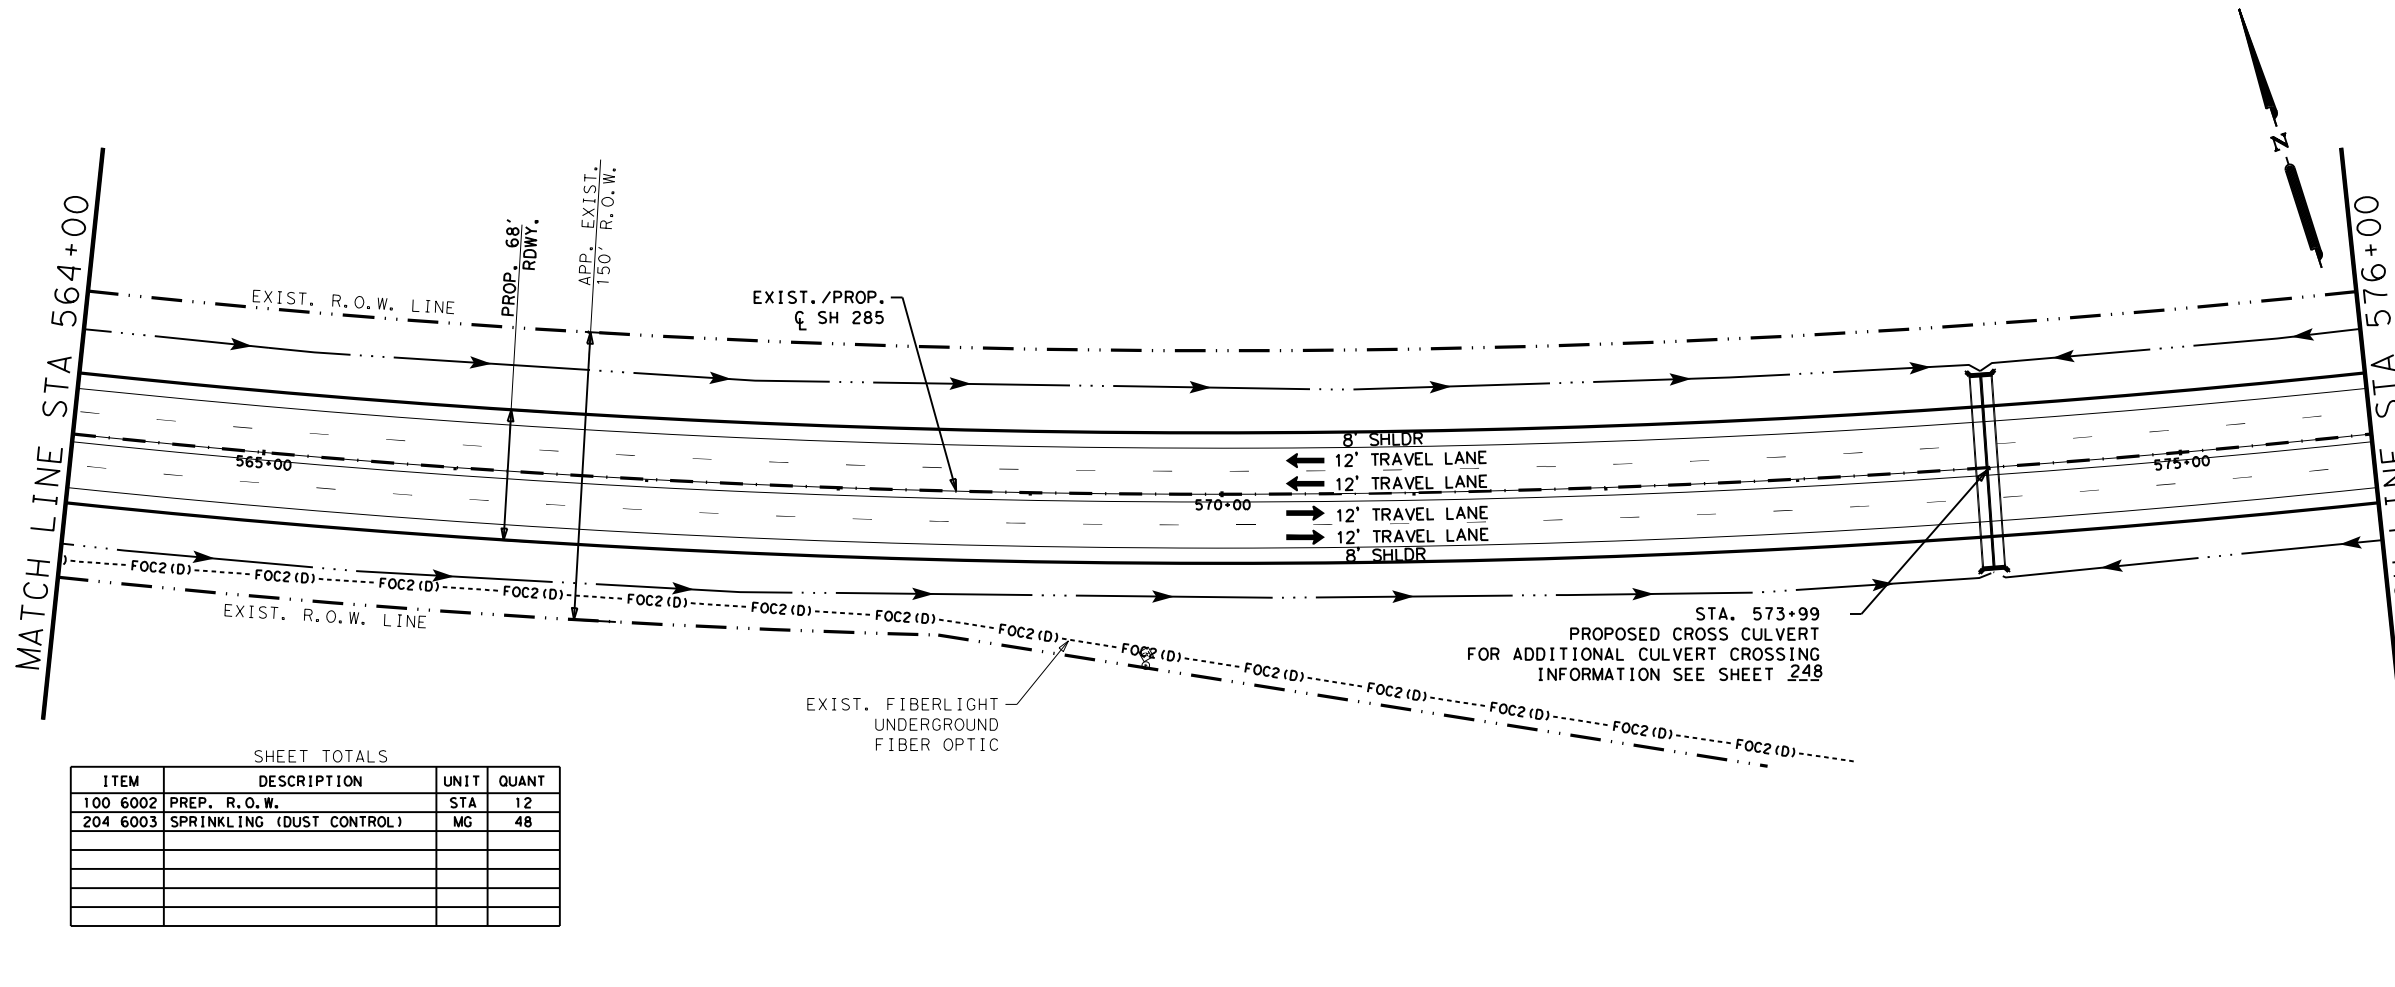 N
MATCH LINE STA 564+00
STA 576+00
PROP. 68'
RDWY.
APP. EXIST.
150' R.O.W.
EXIST. R.O.W. LINE
EXIST./PROP.
℄ SH 285
565+00
570+00
575+00
8' SHLDR
12' TRAVEL LANE
12' TRAVEL LANE
12' TRAVEL LANE
12' TRAVEL LANE
8' SHLDR
FOC2(D) FOC2(D) FOC2(D) FOC2(D) FOC2(D) FOC2(D) FOC2(D) FOC2(D) FOC2(D) FOC2(D) FOC2(D) FOC2(D) FOC2(D) FOC2(D)
EXIST. R.O.W. LINE
STA. 573+99
PROPOSED CROSS CULVERT
FOR ADDITIONAL CULVERT CROSSING
INFORMATION SEE SHEET 248
EXIST. FIBERLIGHT
UNDERGROUND
FIBER OPTIC
SHEET TOTALS
ITEM DESCRIPTION UNIT QUANT
100 6002 PREP. R.O.W. STA 12
204 6003 SPRINKLING (DUST CONTROL) MG 48